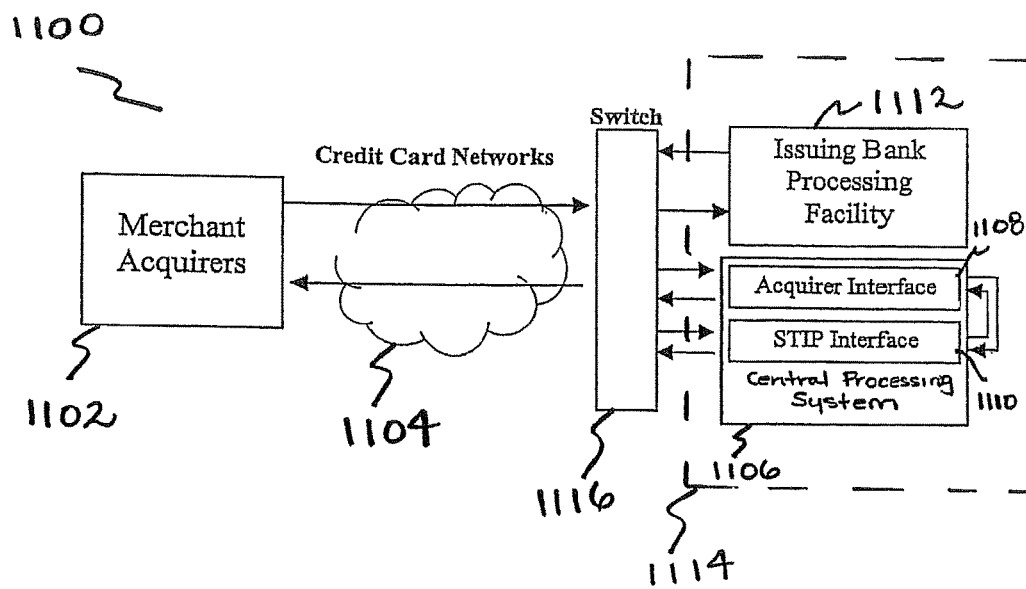 1100
Switch
1112
Credit Card Networks
Issuing Bank
Processing
Facility
Merchant
Acquirers
1108
Acquirer Interface
STIP Interface
Central Processing
System
1110
1102
1104
1106
1116
1114